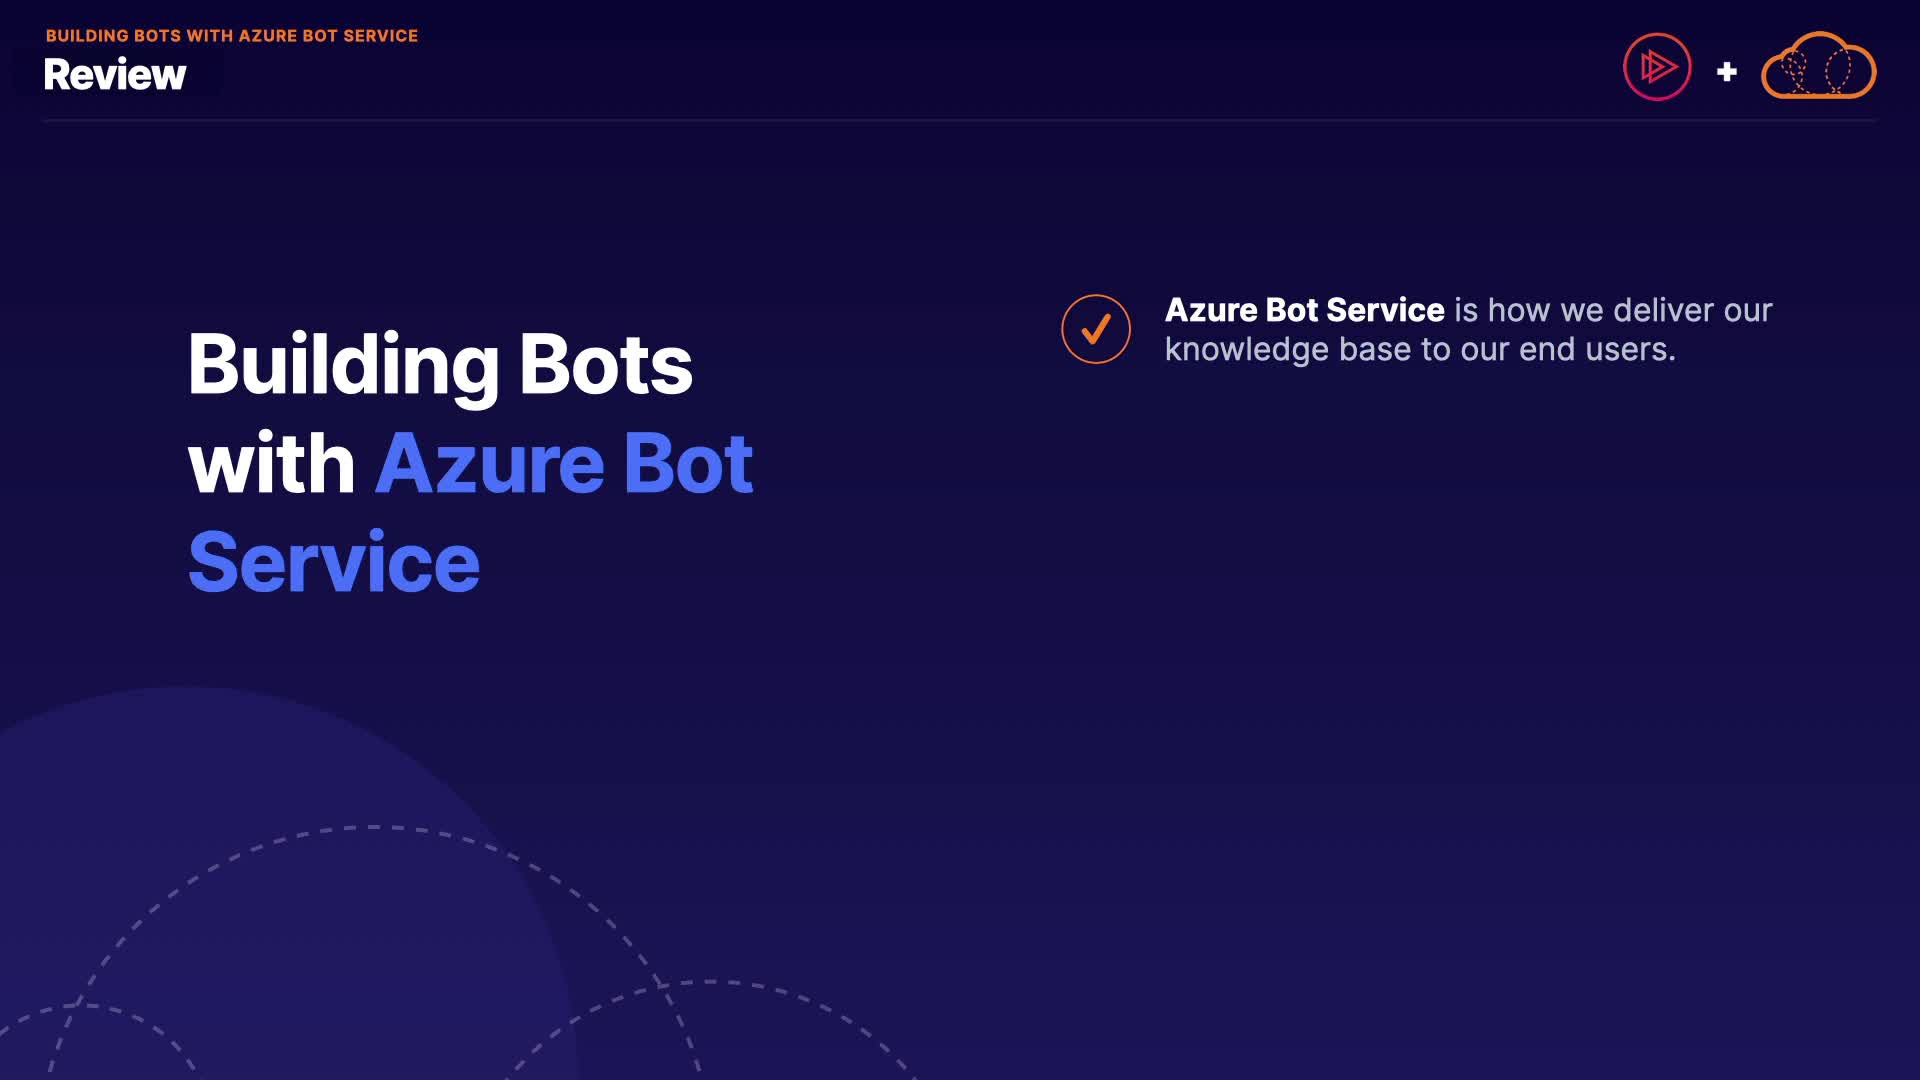 BUILDING BOTS WITH AZURE BOT SERVICE
Review
Building Bots
with Azure Bot
Service
Azure Bot Service is how we deliver our
knowledge base to our end users.